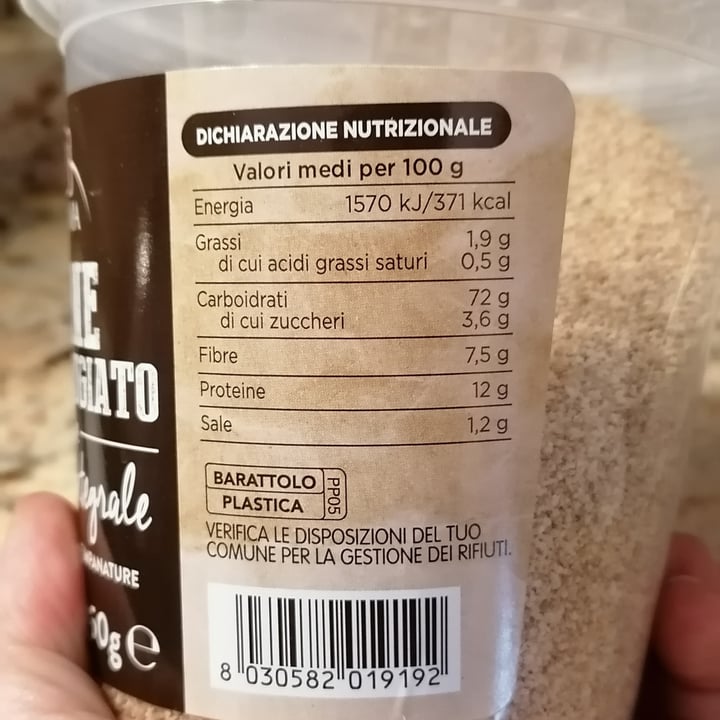 DICHIARAZIONE NUTRIZIONALE
Valori medi per 100 g
Energia 1570 kJ/371 kcal
Grassi 1,9 g
di cui acidi grassi saturi 0,5 g
Carboidrati 72 g
di cui zuccheri 3,6 g
Fibre 7,5 g
Proteine 12 g
Sale 1,2 g
BARATTOLO
PLASTICA
PP05
VERIFICA LE DISPOSIZIONI DEL TUO
COMUNE PER LA GESTIONE DEI RIFIUTI.
8 030582 019192